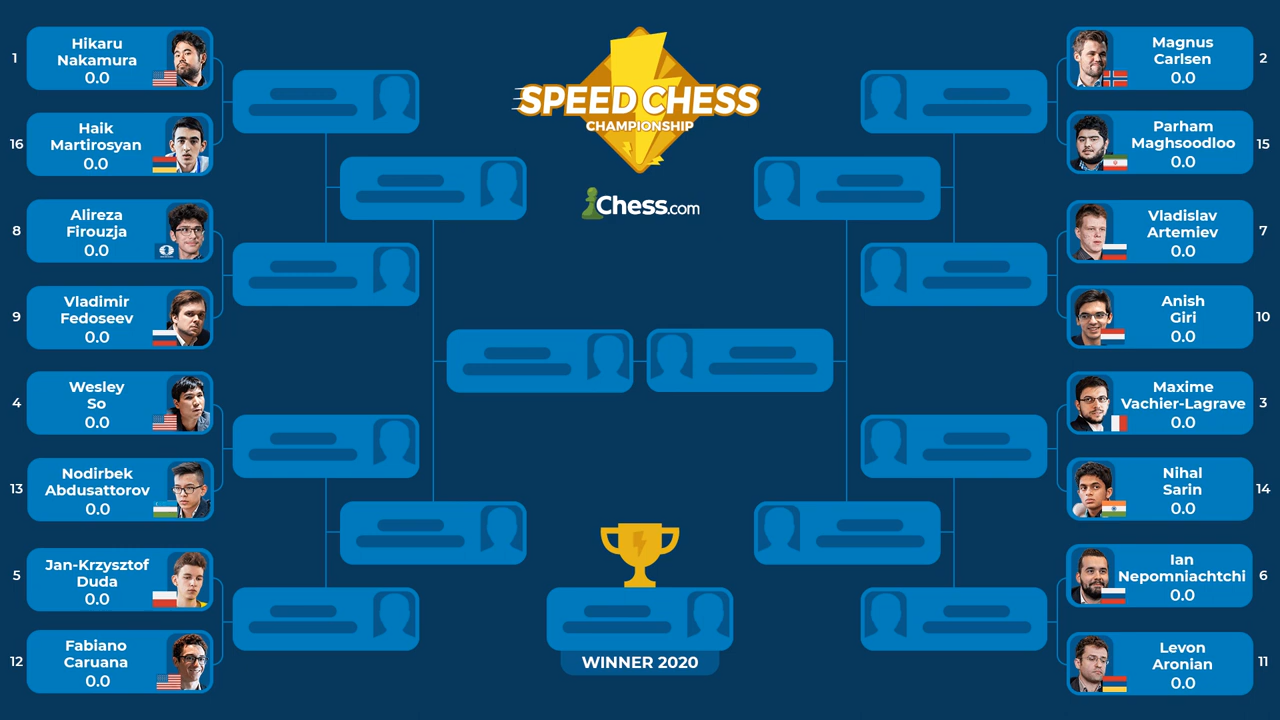 1
Hikaru
Nakamura
0.0
16
Haik
Martirosyan
0.0
8
Alireza
Firouzja
0.0
9
Vladimir
Fedoseev
0.0
4
Wesley
So
0.0
13
Nodirbek
Abdusattorov
0.0
5
Jan-Krzysztof
Duda
0.0
12
Fabiano
Caruana
0.0
SPEED CHESS
CHAMPIONSHIP
Chess.com
WINNER 2020
Magnus
Carlsen
0.0
2
Parham
Maghsoodloo
0.0
15
Vladislav
Artemiev
0.0
7
Anish
Giri
0.0
10
Maxime
Vachier-Lagrave
0.0
3
Nihal
Sarin
0.0
14
Ian
Nepomniachtchi
0.0
6
Levon
Aronian
0.0
11